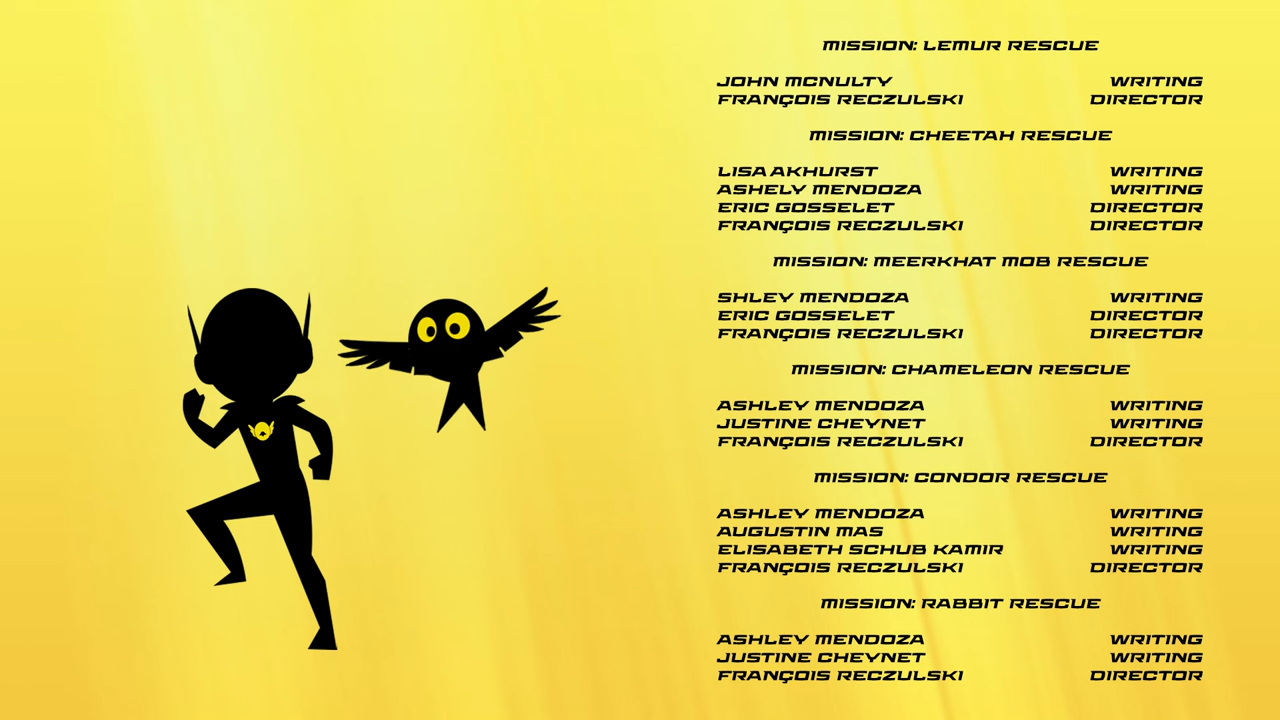 MISSION: LEMUR RESCUE
JOHN MCNULTY WRITING
FRANÇOIS RECZULSKI DIRECTOR
MISSION: CHEETAH RESCUE
LISA AKHURST WRITING
ASHELY MENDOZA WRITING
ERIC GOSSELET DIRECTOR
FRANÇOIS RECZULSKI DIRECTOR
MISSION: MEERKHAT MOB RESCUE
SHLEY MENDOZA WRITING
ERIC GOSSELET DIRECTOR
FRANÇOIS RECZULSKI DIRECTOR
MISSION: CHAMELEON RESCUE
ASHLEY MENDOZA WRITING
JUSTINE CHEYNET WRITING
FRANÇOIS RECZULSKI DIRECTOR
MISSION: CONDOR RESCUE
ASHLEY MENDOZA WRITING
AUGUSTIN MAS WRITING
ELISABETH SCHUB KAMIR WRITING
FRANÇOIS RECZULSKI DIRECTOR
MISSION: RABBIT RESCUE
ASHLEY MENDOZA WRITING
JUSTINE CHEYNET WRITING
FRANÇOIS RECZULSKI DIRECTOR